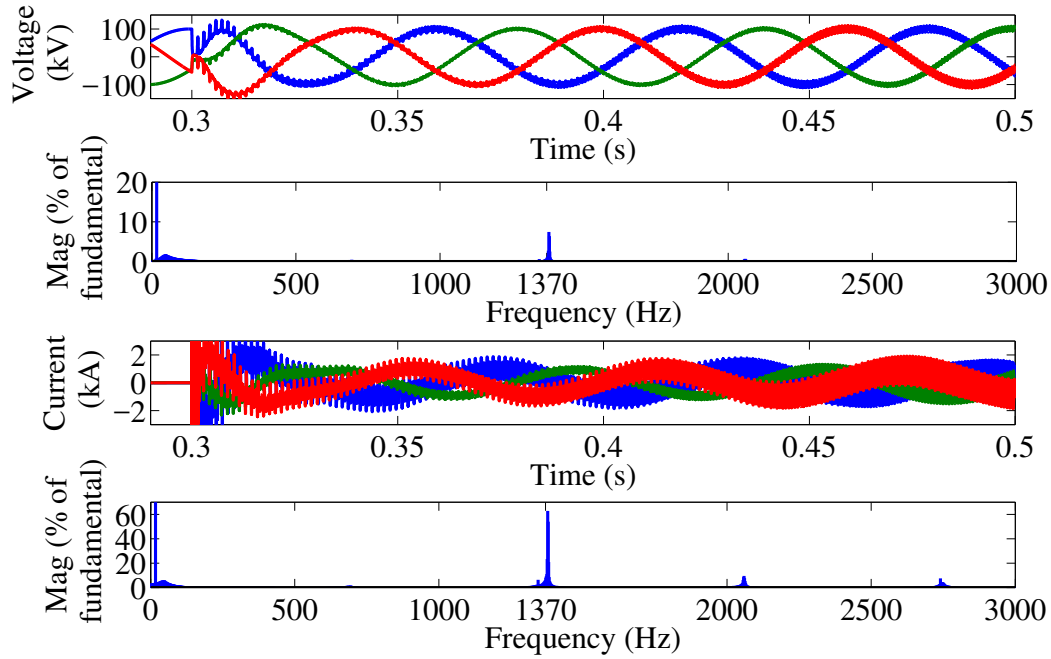 Voltage
(kV)
100
0
−100
0.3 0.35 0.4 0.45 0.5
Time (s)
Mag (% of
fundamental)
20
10
0
0 500 1000 1370 2000 2500 3000
Frequency (Hz)
Current
(kA)
2
0
−2
0.3 0.35 0.4 0.45 0.5
Time (s)
Mag (% of
fundamental)
60
40
20
0
0 500 1000 1370 2000 2500 3000
Frequency (Hz)